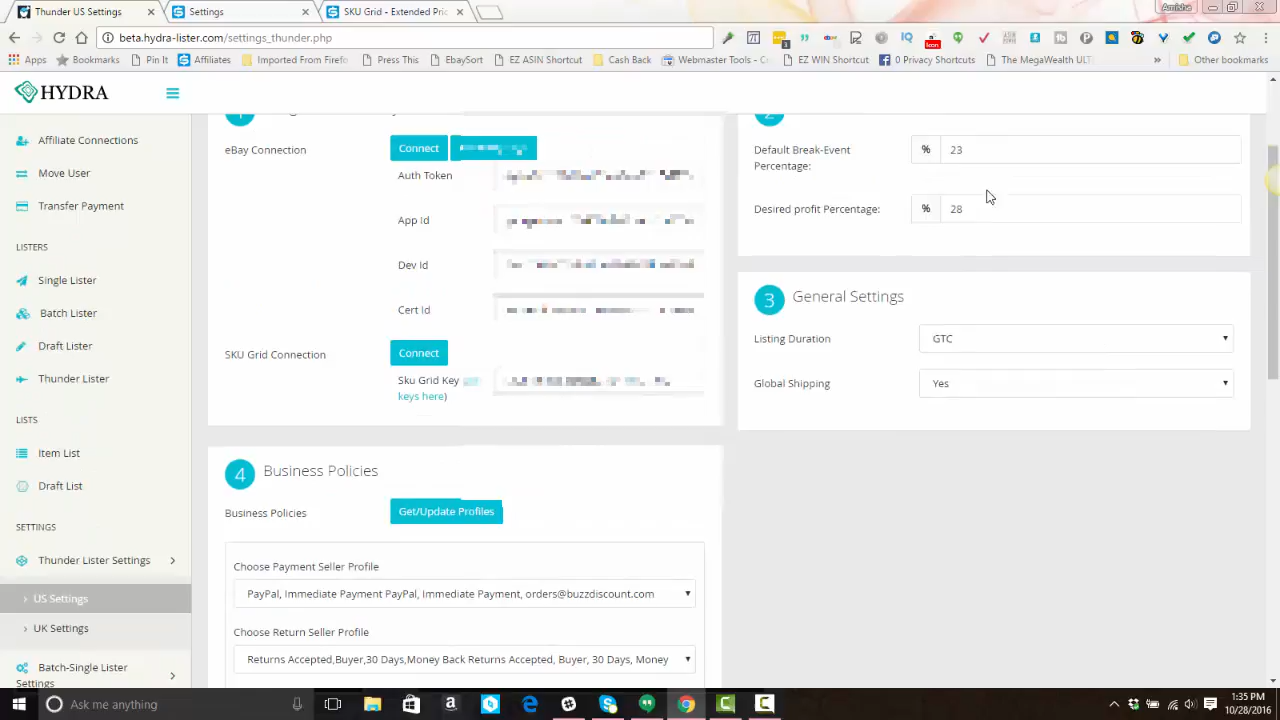 Thunder US Settings
Settings
SKU Grid - Extended Pric
Amishe
beta.hydra-lister.com/settings_thunder.php
Apps
Bookmarks
Pin It
Affiliates
Imported From Firefo
Press This
EbaySort
EZ ASIN Shortcut
Cash Back
Webmaster Tools - C
EZ WIN Shortcut
0 Privacy Shortcuts
The MegaWealth ULT
»
Other bookmarks
HYDRA
Affiliate Connections
Move User
Transfer Payment
LISTERS
Single Lister
Batch Lister
Draft Lister
Thunder Lister
LISTS
Item List
Draft List
SETTINGS
Thunder Lister Settings
US Settings
UK Settings
Batch-Single Lister
Settings
1
eBay Connection
Connect
Auth Token
App Id
Dev Id
Cert Id
SKU Grid Connection
Connect
Sku Grid Key
keys here)
2
Default Break-Event
Percentage:
% 23
Desired profit Percentage:
% 28
3 General Settings
Listing Duration
GTC
Global Shipping
Yes
4 Business Policies
Business Policies
Get/Update Profiles
Choose Payment Seller Profile
PayPal, Immediate Payment PayPal, Immediate Payment, orders@buzzdiscount.com
Choose Return Seller Profile
Returns Accepted,Buyer,30 Days,Money Back Returns Accepted, Buyer, 30 Days, Money
Ask me anything
1:35 PM
10/28/2016